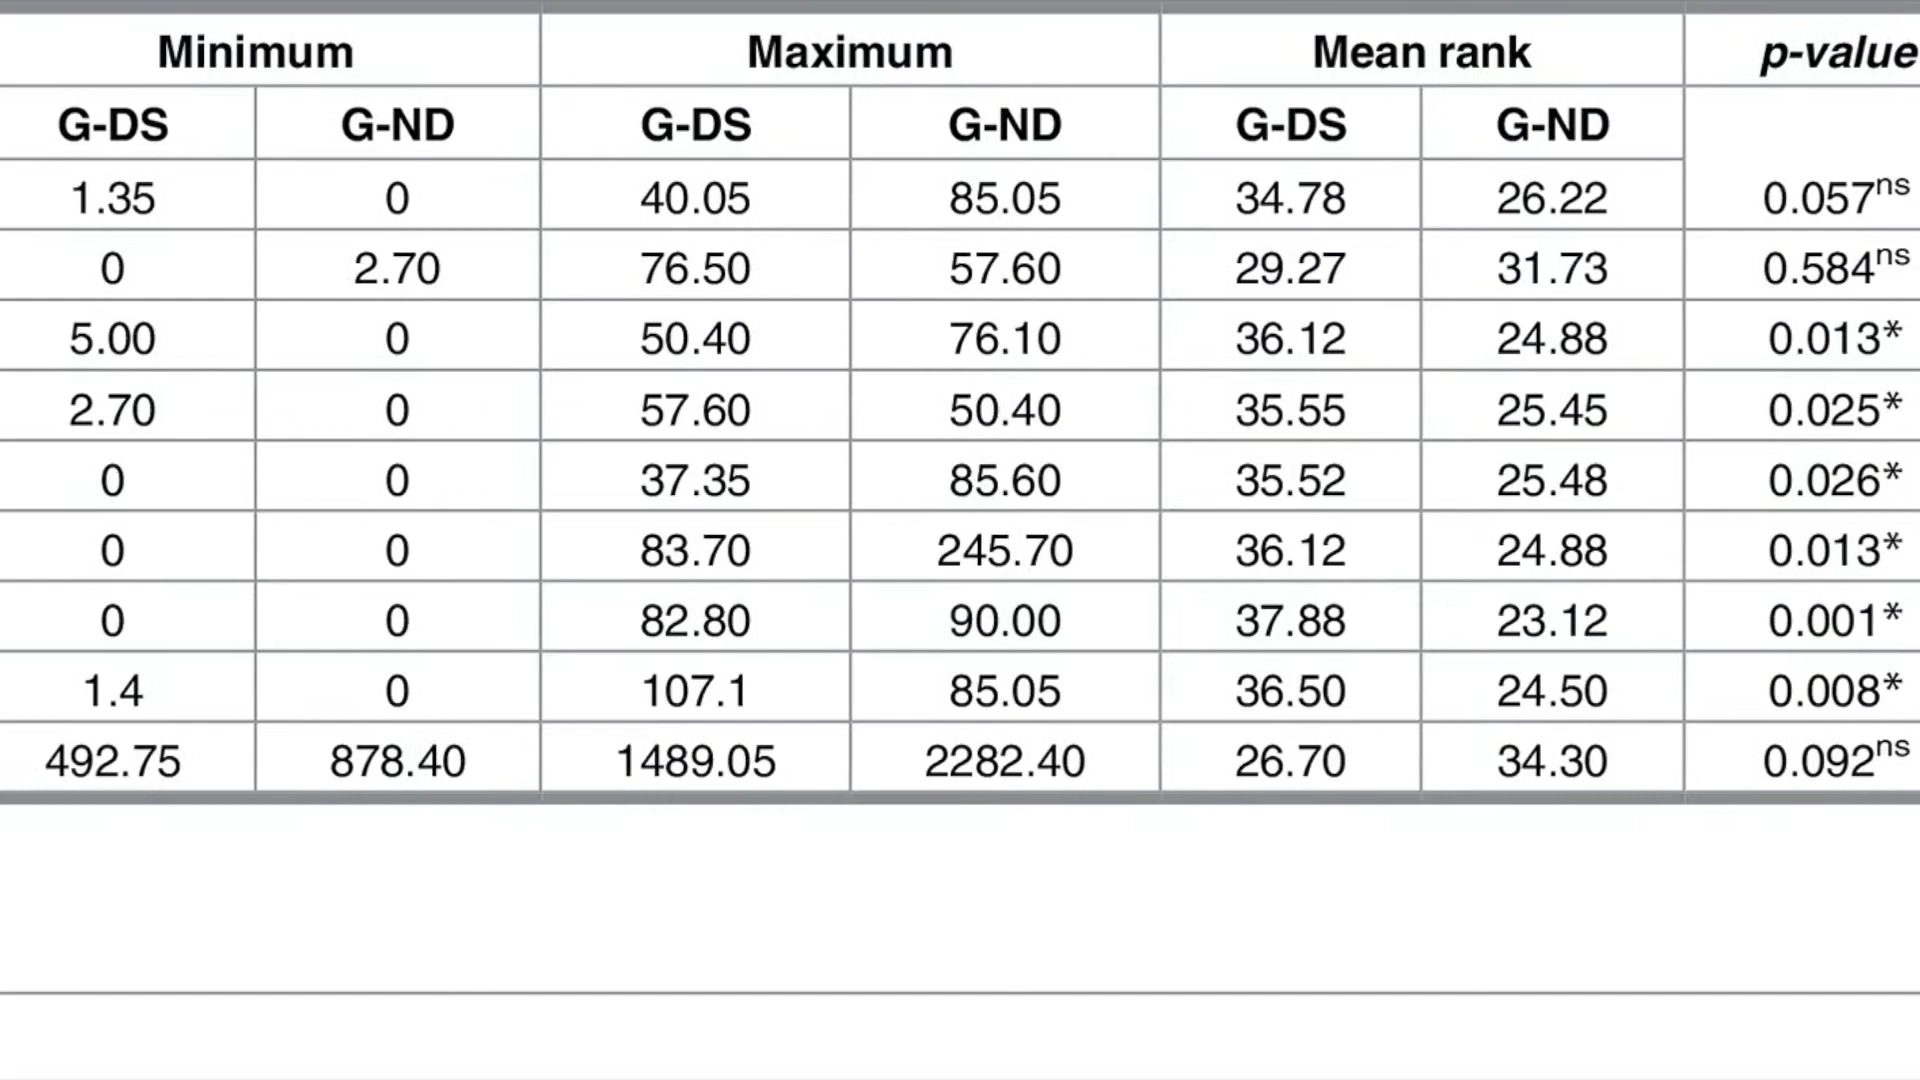 Minimum Maximum Mean rank p-value
G-DS G-ND G-DS G-ND G-DS G-ND
1.35 0 40.05 85.05 34.78 26.22 0.057ns
0 2.70 76.50 57.60 29.27 31.73 0.584ns
5.00 0 50.40 76.10 36.12 24.88 0.013*
2.70 0 57.60 50.40 35.55 25.45 0.025*
0 0 37.35 85.60 35.52 25.48 0.026*
0 0 83.70 245.70 36.12 24.88 0.013*
0 0 82.80 90.00 37.88 23.12 0.001*
1.4 0 107.1 85.05 36.50 24.50 0.008*
492.75 878.40 1489.05 2282.40 26.70 34.30 0.092ns